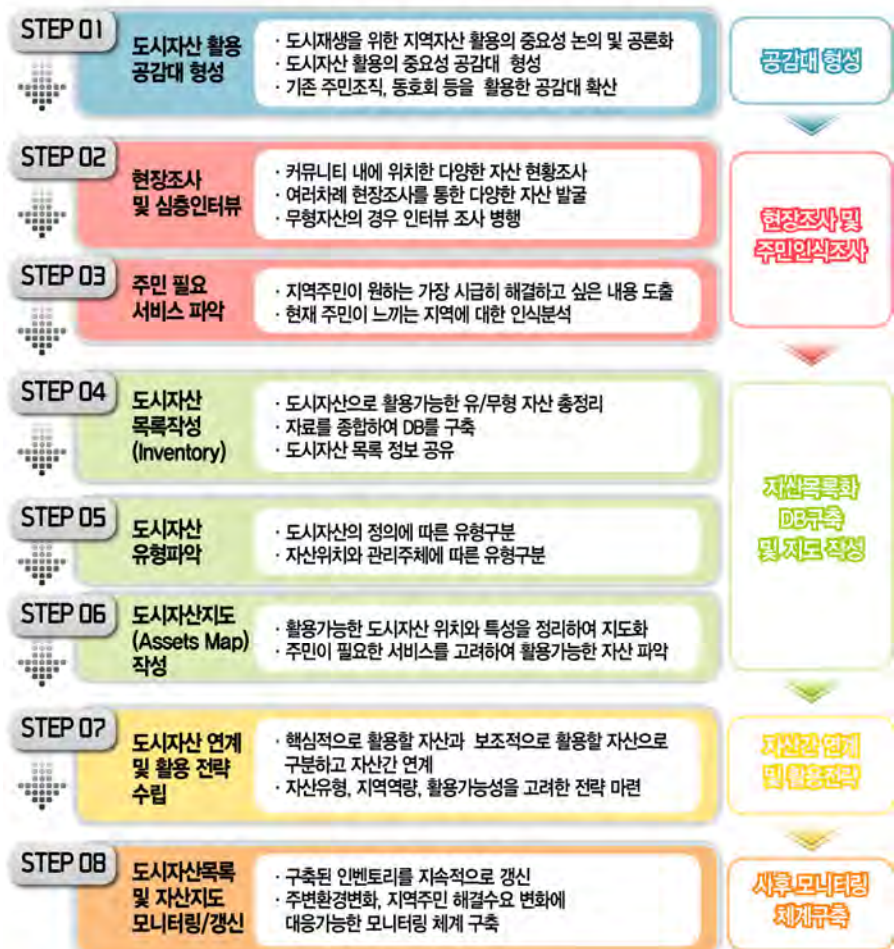 STEP 01
도시자산 활용
공감대 형성
· 도시재생을 위한 지역자산 활용의 중요성 논의 및 공론화
· 도시자산 활용의 중요성 공감대 형성
· 기존 주민조직, 동호회 등을 활용한 공감대 확산
공감대 형성
STEP 02
현장조사
및 심층인터뷰
· 커뮤니티 내에 위치한 다양한 자산 현황조사
· 여러차례 현장조사를 통한 다양한 자산 발굴
· 무형자산의 경우 인터뷰 조사 병행
현장조사 및
주민인식조사
STEP 03
주민 필요
서비스 파악
· 지역주민이 원하는 가장 시급히 해결하고 싶은 내용 도출
· 현재 주민이 느끼는 지역에 대한 인식분석
STEP 04
도시자산
목록작성
(Inventory)
· 도시자산으로 활용가능한 유/무형 자산 총정리
· 자료를 종합하여 DB를 구축
· 도시자산 목록 정보 공유
자산목록화
DB구축
및 지도 작성
STEP 05
도시자산
유형파악
· 도시자산의 정의에 따른 유형구분
· 자산위치와 관리주체에 따른 유형구분
STEP 06
도시자산지도
(Assets Map)
작성
· 활용가능한 도시자산 위치와 특성을 정리하여 지도화
· 주민이 필요한 서비스를 고려하여 활용가능한 자산 파악
STEP 07
도시자산 연계
및 활용 전략
수립
· 핵심적으로 활용할 자산과 보조적으로 활용할 자산으로
구분하고 자산간 연계
· 자산유형, 지역역량, 활용가능성을 고려한 전략 마련
자산간 연계
및 활용전략
STEP 08
도시자산목록
및 자산지도
모니터링/갱신
· 구축된 인벤토리를 지속적으로 갱신
· 주변환경변화, 지역주민 해결수요 변화에
대응가능한 모니터링 체계 구축
사후 모니터링
체계구축